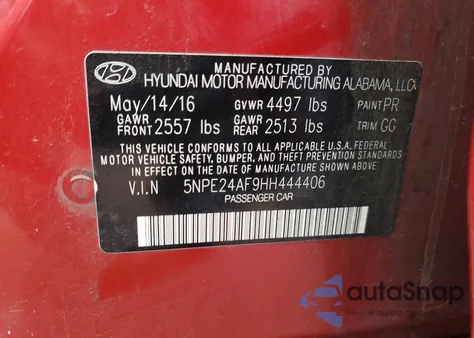 MANUFACTURED BY
HYUNDAI MOTOR MANUFACTURING ALABAMA, LLC.
May/14/16 GVWR 4497 lbs PAINT PR
GAWR FRONT 2557 lbs GAWR REAR 2513 lbs TRIM GG
THIS VEHICLE CONFORMS TO ALL APPLICABLE U.S.A. FEDERAL
MOTOR VEHICLE SAFETY, BUMPER, AND THEFT PREVENTION
STANDARDS IN EFFECT ON THE DATE OF MANUFACTURE SHOWN ABOVE
V.I.N 5NPE24AF9HH444406
PASSENGER CAR
autoSnap